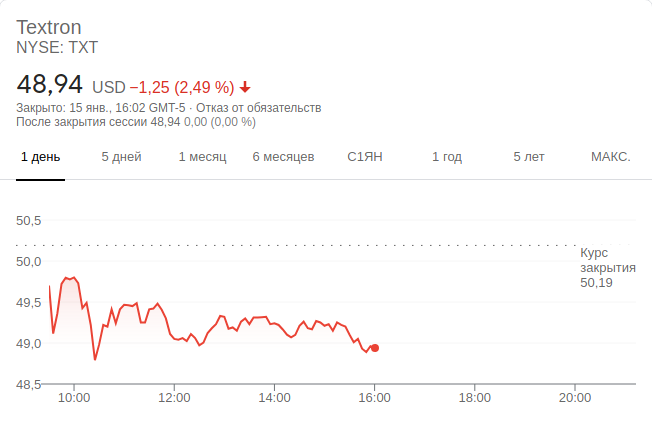 Textron
NYSE: TXT
48,94 USD −1,25 (2,49 %)
Закрыто: 15 янв., 16:02 GMT-5 · Отказ от обязательств
После закрытия сессии 48,94 0,00 (0,00 %)
1 день 5 дней 1 месяц 6 месяцев С1ЯН 1 год 5 лет МАКС.
50,5
Курс
закрытия
50,19
50,0
49,5
49,0
48,5
10:00 12:00 14:00 16:00 18:00 20:00